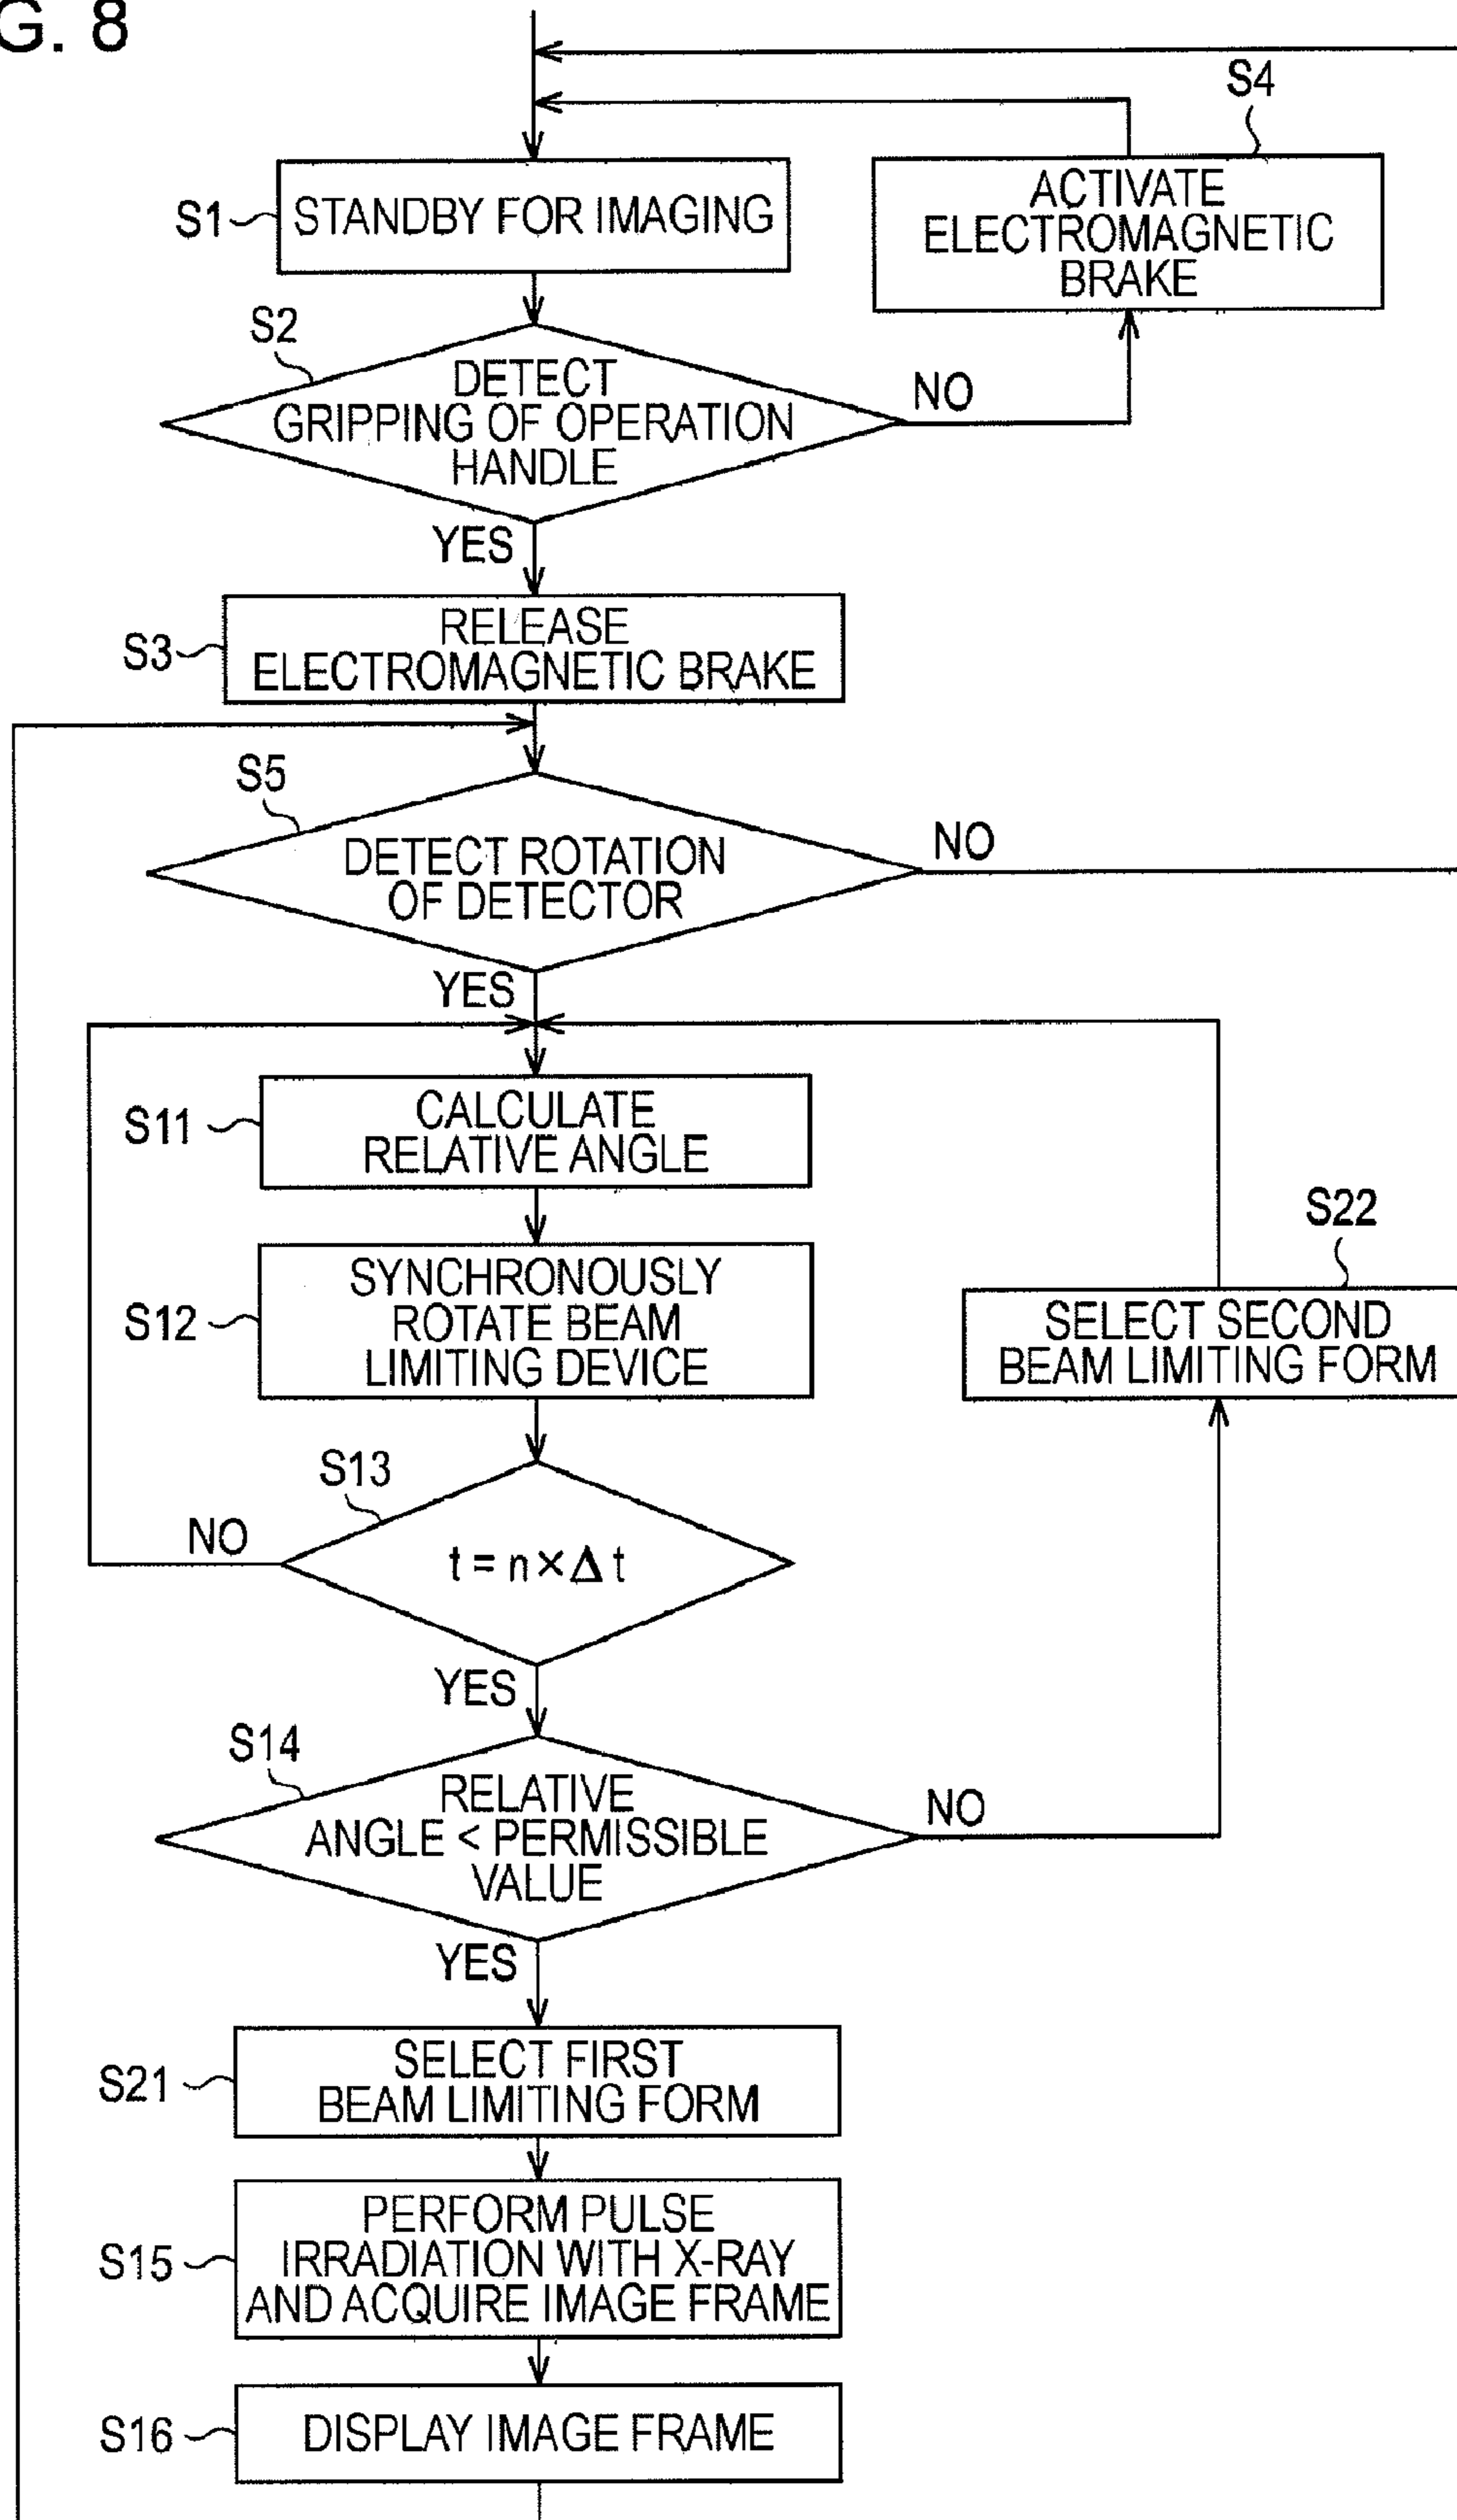 G. 8
S4
S1
STANDBY FOR IMAGING
ACTIVATE
ELECTROMAGNETIC
BRAKE
S2
DETECT
GRIPPING OF OPERATION
HANDLE
NO
YES
S3
RELEASE
ELECTROMAGNETIC BRAKE
S5
DETECT ROTATION
OF DETECTOR
NO
YES
S11
CALCULATE
RELATIVE ANGLE
S12
SYNCHRONOUSLY
ROTATE BEAM
LIMITING DEVICE
S22
SELECT SECOND
BEAM LIMITING FORM
S13
NO
t = n × Δ t
YES
S14
RELATIVE
ANGLE < PERMISSIBLE
VALUE
NO
YES
S21
SELECT FIRST
BEAM LIMITING FORM
S15
PERFORM PULSE
IRRADIATION WITH X-RAY
AND ACQUIRE IMAGE FRAME
S16
DISPLAY IMAGE FRAME